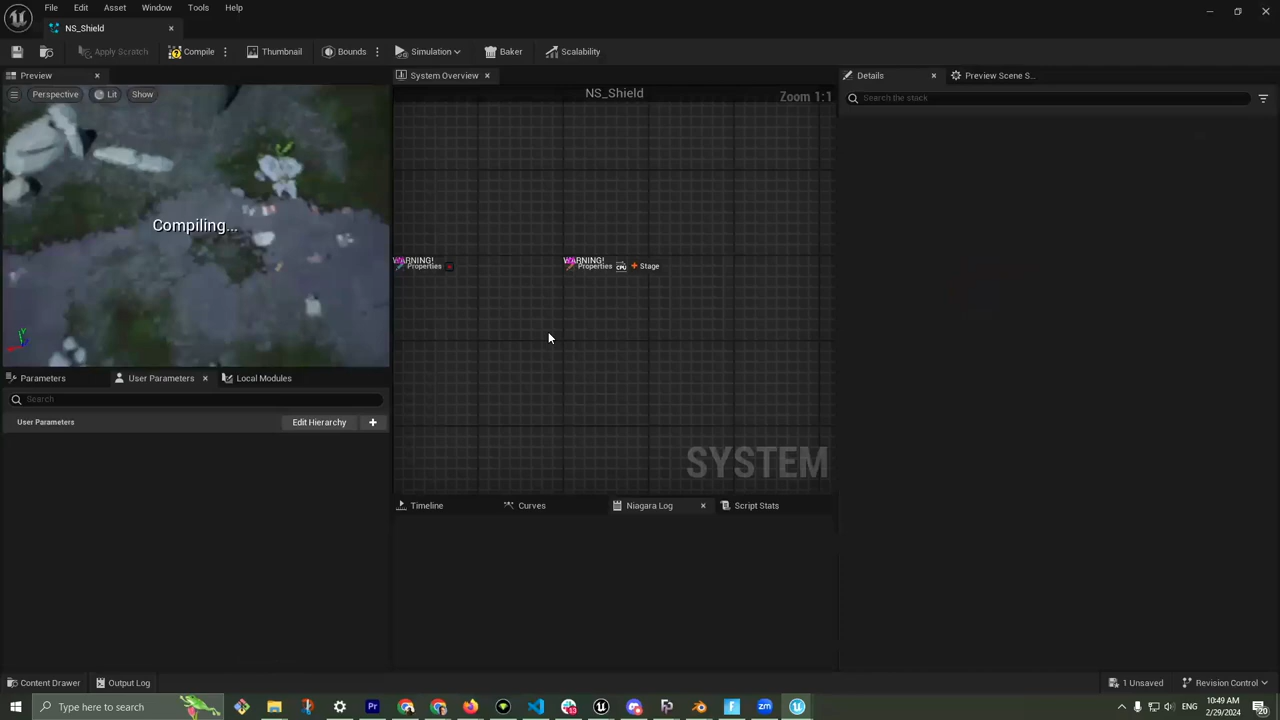 File Edit Asset Window Tools Help
NS_Shield
Apply Scratch Compile Thumbnail Bounds Simulation Baker Scalability
Preview
System Overview
Details
Preview Scene S...
Perspective Lit Show
NS_Shield
Zoom 1:1
Search the stack
Compiling...
WARNING!
Properties
WARNING!
Properties CPU + Stage
SYSTEM
Parameters User Parameters Local Modules
Search
User Parameters Edit Hierarchy
Timeline Curves Niagara Log Script Stats
Content Drawer Output Log
1 Unsaved Revision Control
Type here to search
ENG
10:49 AM
2/29/2024